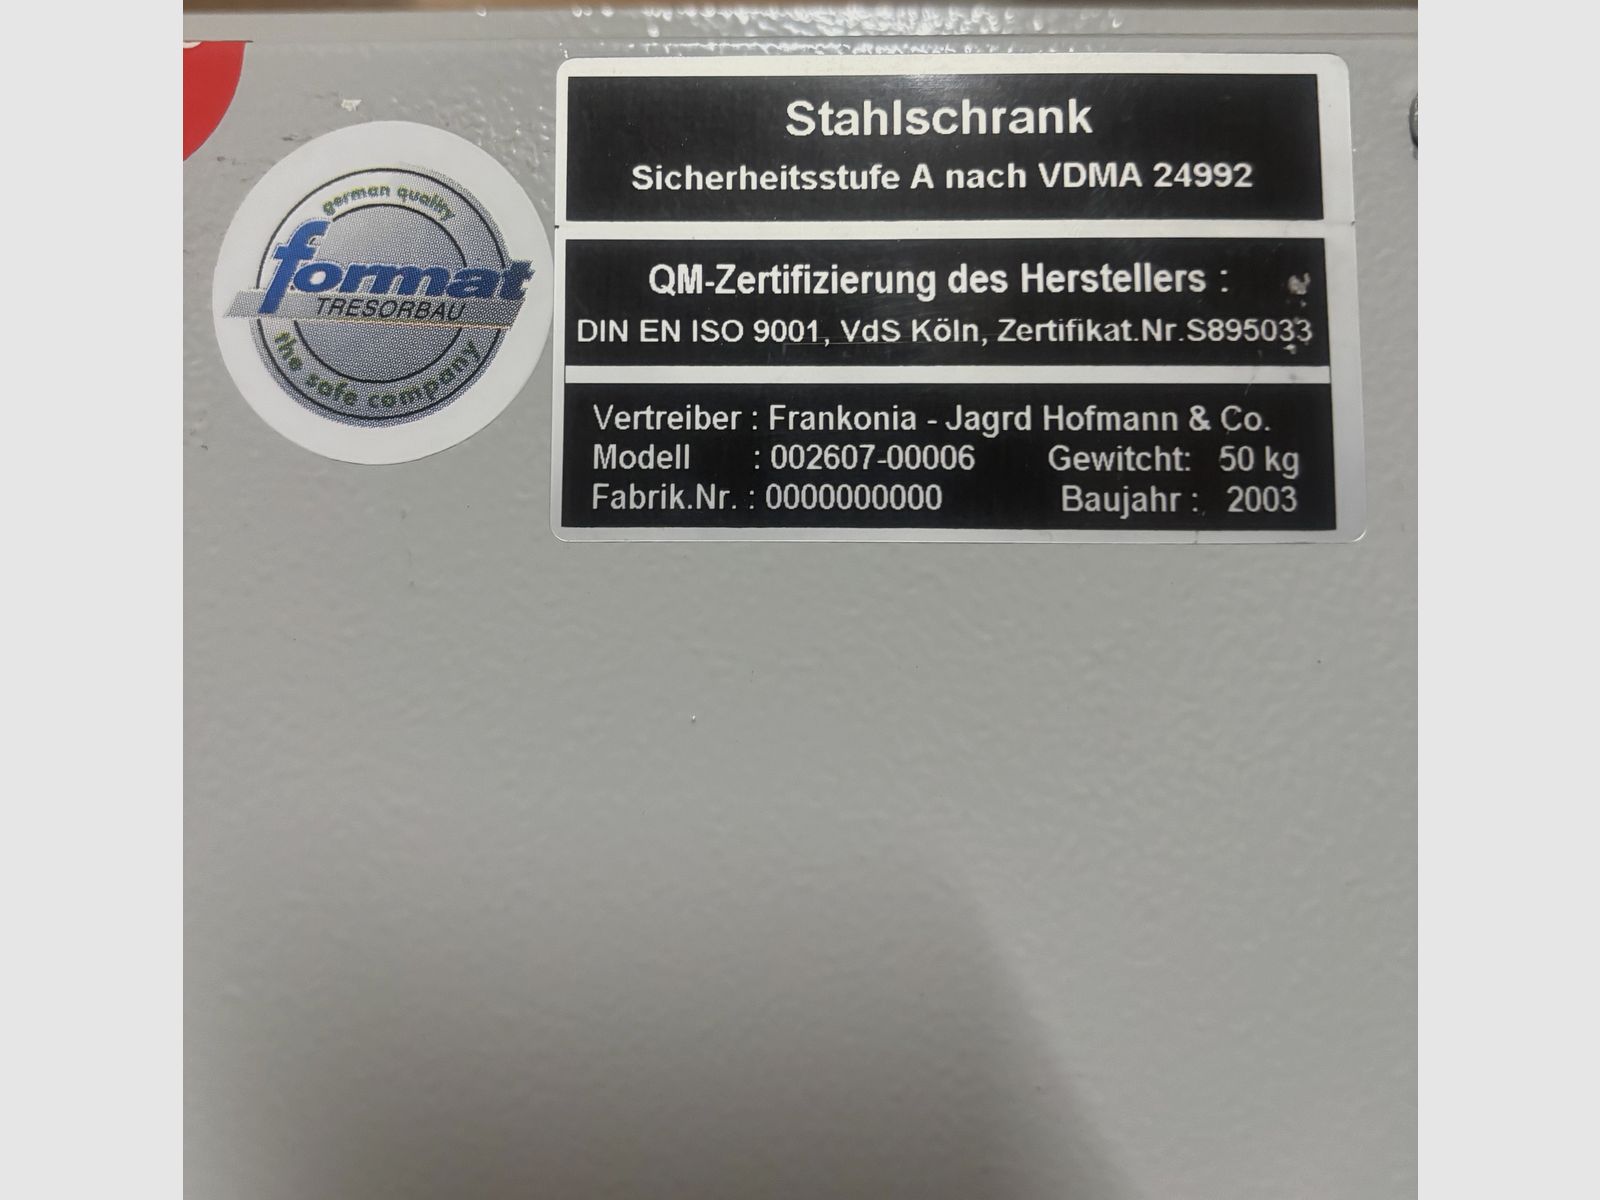 german quality
format
TRESORBAU
the safe company
Stahlschrank
Sicherheitsstufe A nach VDMA 24992
QM-Zertifizierung des Herstellers :
DIN EN ISO 9001, VdS Köln, Zertifikat.Nr.S895033
Vertreiber : Frankonia - Jagrd Hofmann & Co.
Modell : 002607-00006 Gewitcht: 50 kg
Fabrik.Nr. : 0000000000 Baujahr : 2003